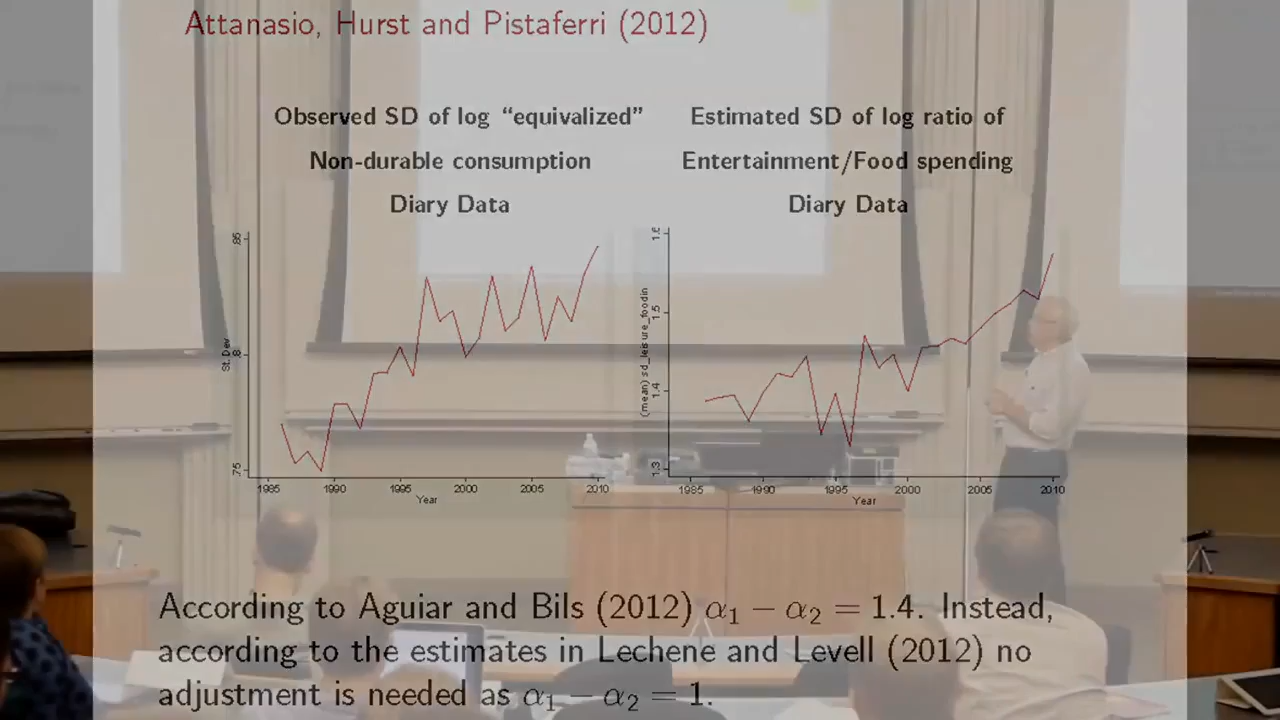 Attanasio, Hurst and Pistaferri (2012)
Observed SD of log “equivalized”
Non-durable consumption
Diary Data
.85
.8
.75
St. Dev
1985 1990 1995 2000 2005 2010
Year
Estimated SD of log ratio of
Entertainment/Food spending
Diary Data
1.6
1.5
1.4
1.3
(mean) sd_leisure_foodin
1985 1990 1995 2000 2005 2010
Year
According to Aguiar and Bils (2012) α₁ − α₂ = 1.4. Instead,
according to the estimates in Lechene and Levell (2012) no
adjustment is needed as α₁ − α₂ = 1.